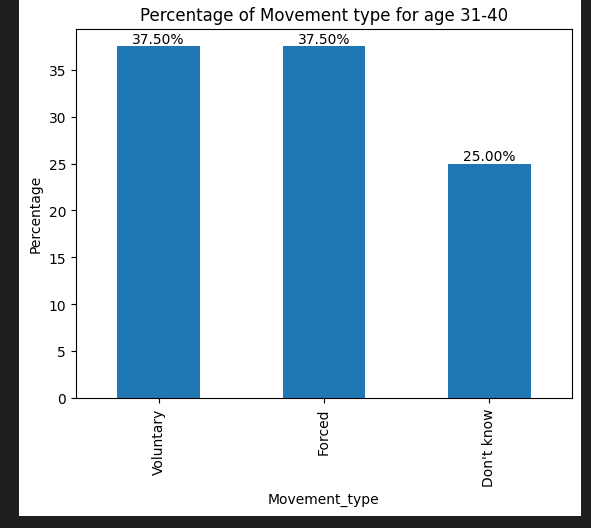 Percentage of Movement type for age 31-40
37.50%
37.50%
25.00%
35
30
25
20
15
10
5
0
Percentage
Voluntary
Forced
Don't know
Movement_type